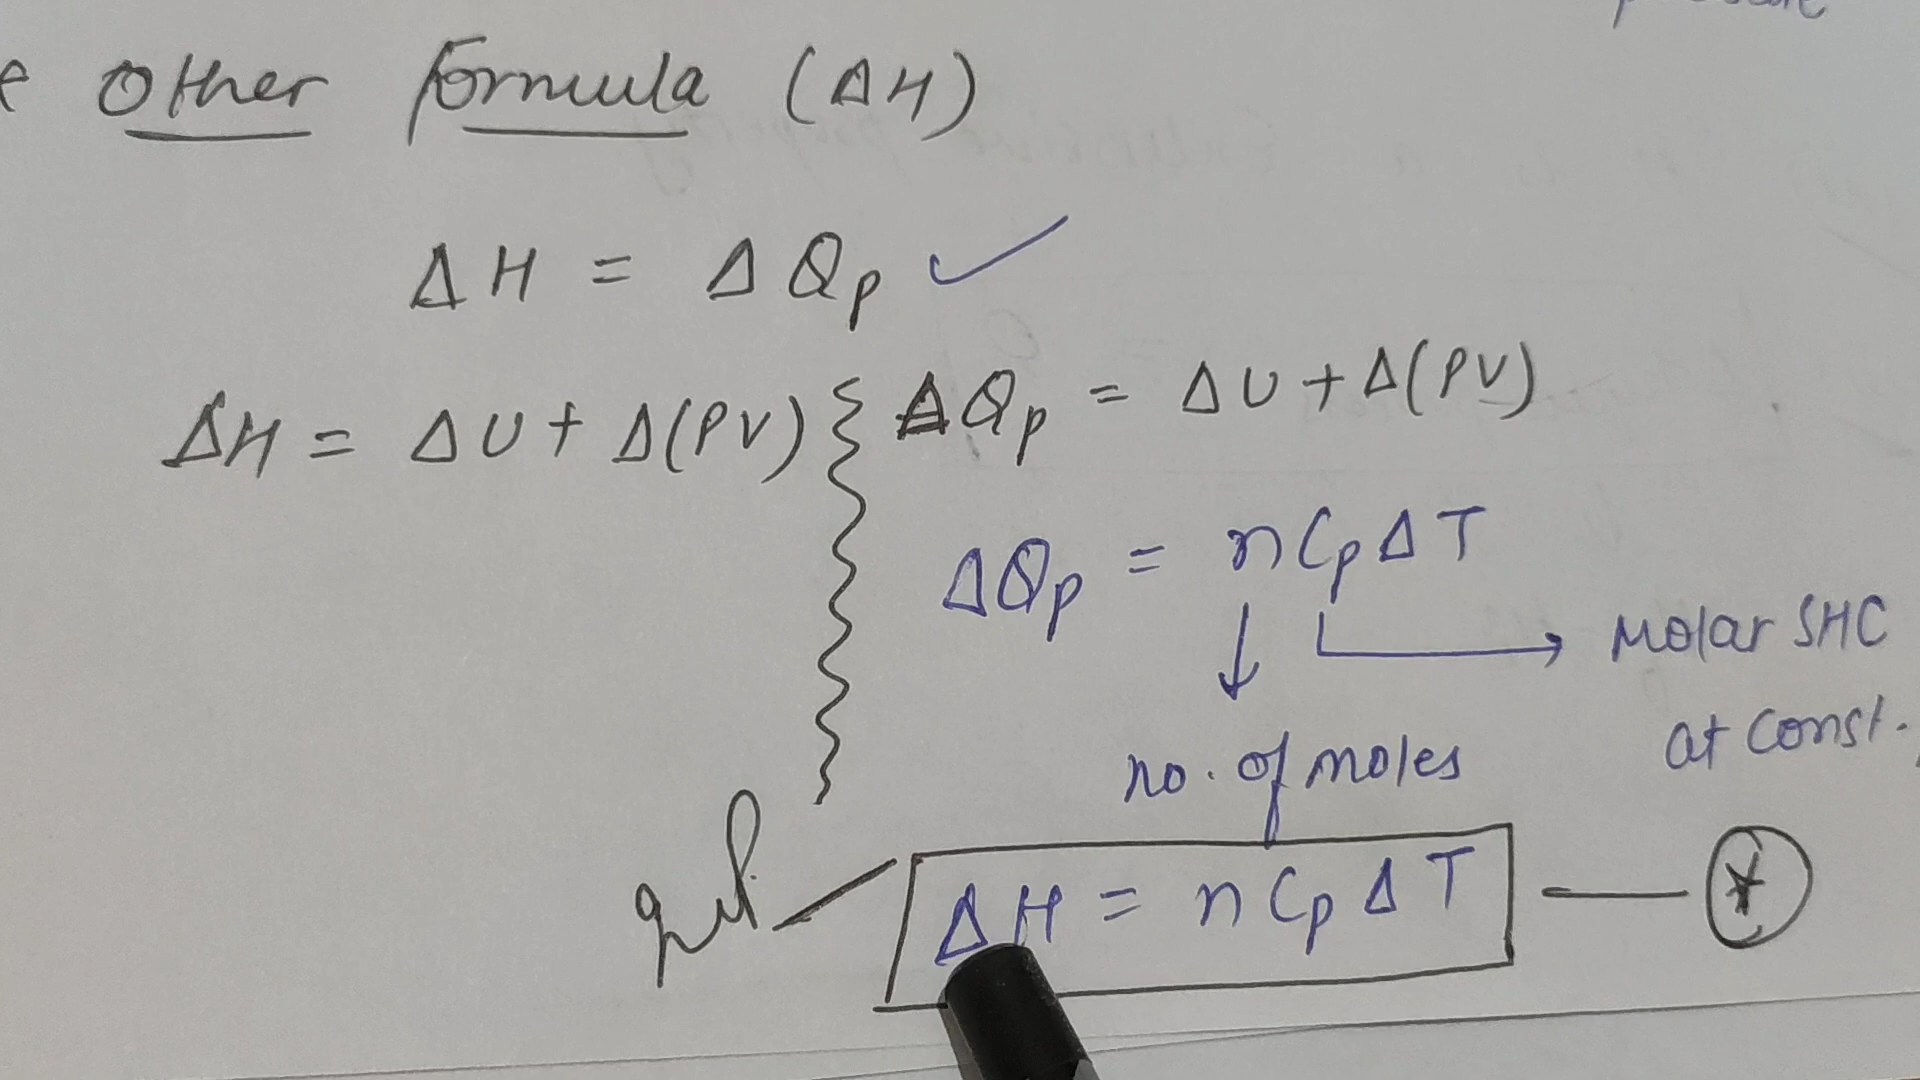 Other formula (ΔH)
ΔH = ΔQp ✓
ΔH = ΔU + Δ(PV)
ΔQp = ΔU + Δ(PV)
ΔQp = nCpΔT
Molar SHC
at const.
no. of moles
ΔH = nCpΔT
*